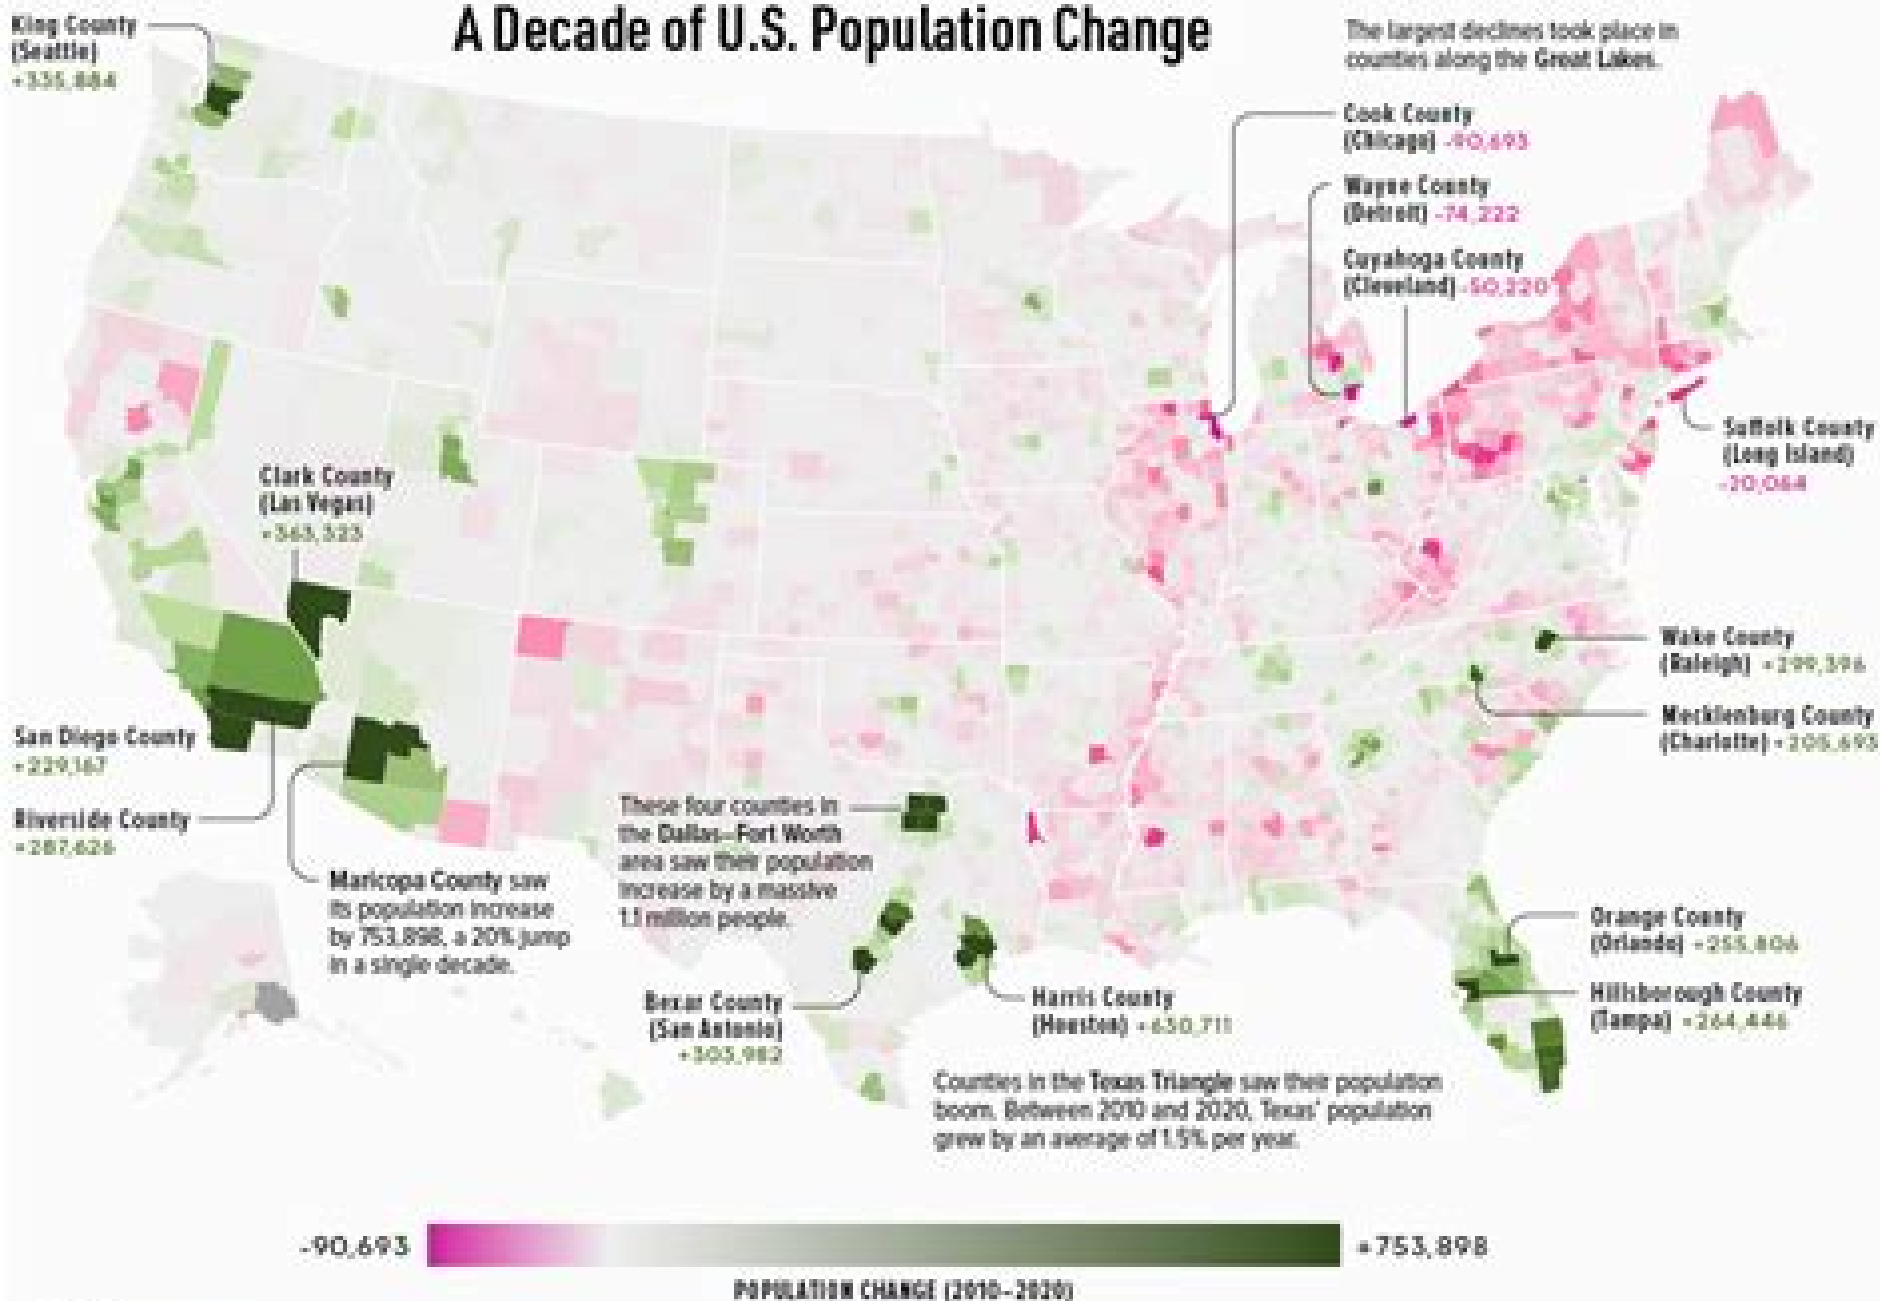 A Decade of U.S. Population Change
King County
(Seattle)
+335,884
The largest declines took place in
counties along the Great Lakes.
Cook County
(Chicago) -90,693
Wayne County
(Detroit) -74,222
Cuyahoga County
(Cleveland) -50,220
Suffolk County
(Long Island)
-20,064
Clark County
(Las Vegas)
+363,323
Wake County
(Raleigh) +299,396
Mecklenburg County
(Charlotte) +205,693
San Diego County
+229,167
Riverside County
+287,626
Maricopa County saw
its population increase
by 753,898, a 20% jump
in a single decade.
These four counties in
the Dallas–Fort Worth
area saw their population
increase by a massive
1.1 million people.
Bexar County
(San Antonio)
+303,982
Harris County
(Houston) +630,711
Orange County
(Orlando) +255,806
Hillsborough County
(Tampa) +264,446
Counties in the Texas Triangle saw their population
boom. Between 2010 and 2020, Texas' population
grew by an average of 1.5% per year.
-90,693
+753,898
POPULATION CHANGE (2010–2020)